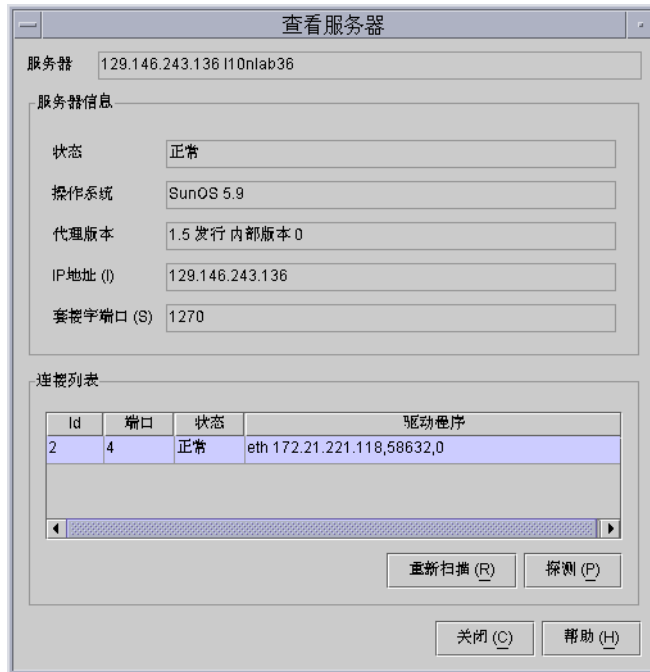 查看服务器
服务器 129.146.243.136 l10nlab36
服务器信息
状态 正常
操作系统 SunOS 5.9
代理版本 1.5 发行 内部版本 0
IP地址 (I) 129.146.243.136
套接字端口 (S) 1270
连接列表
Id 端口 状态 驱动程序
2 4 正常 eth 172.21.221.118,58632,0
重新扫描 (R) 探测 (P)
关闭 (C) 帮助 (H)